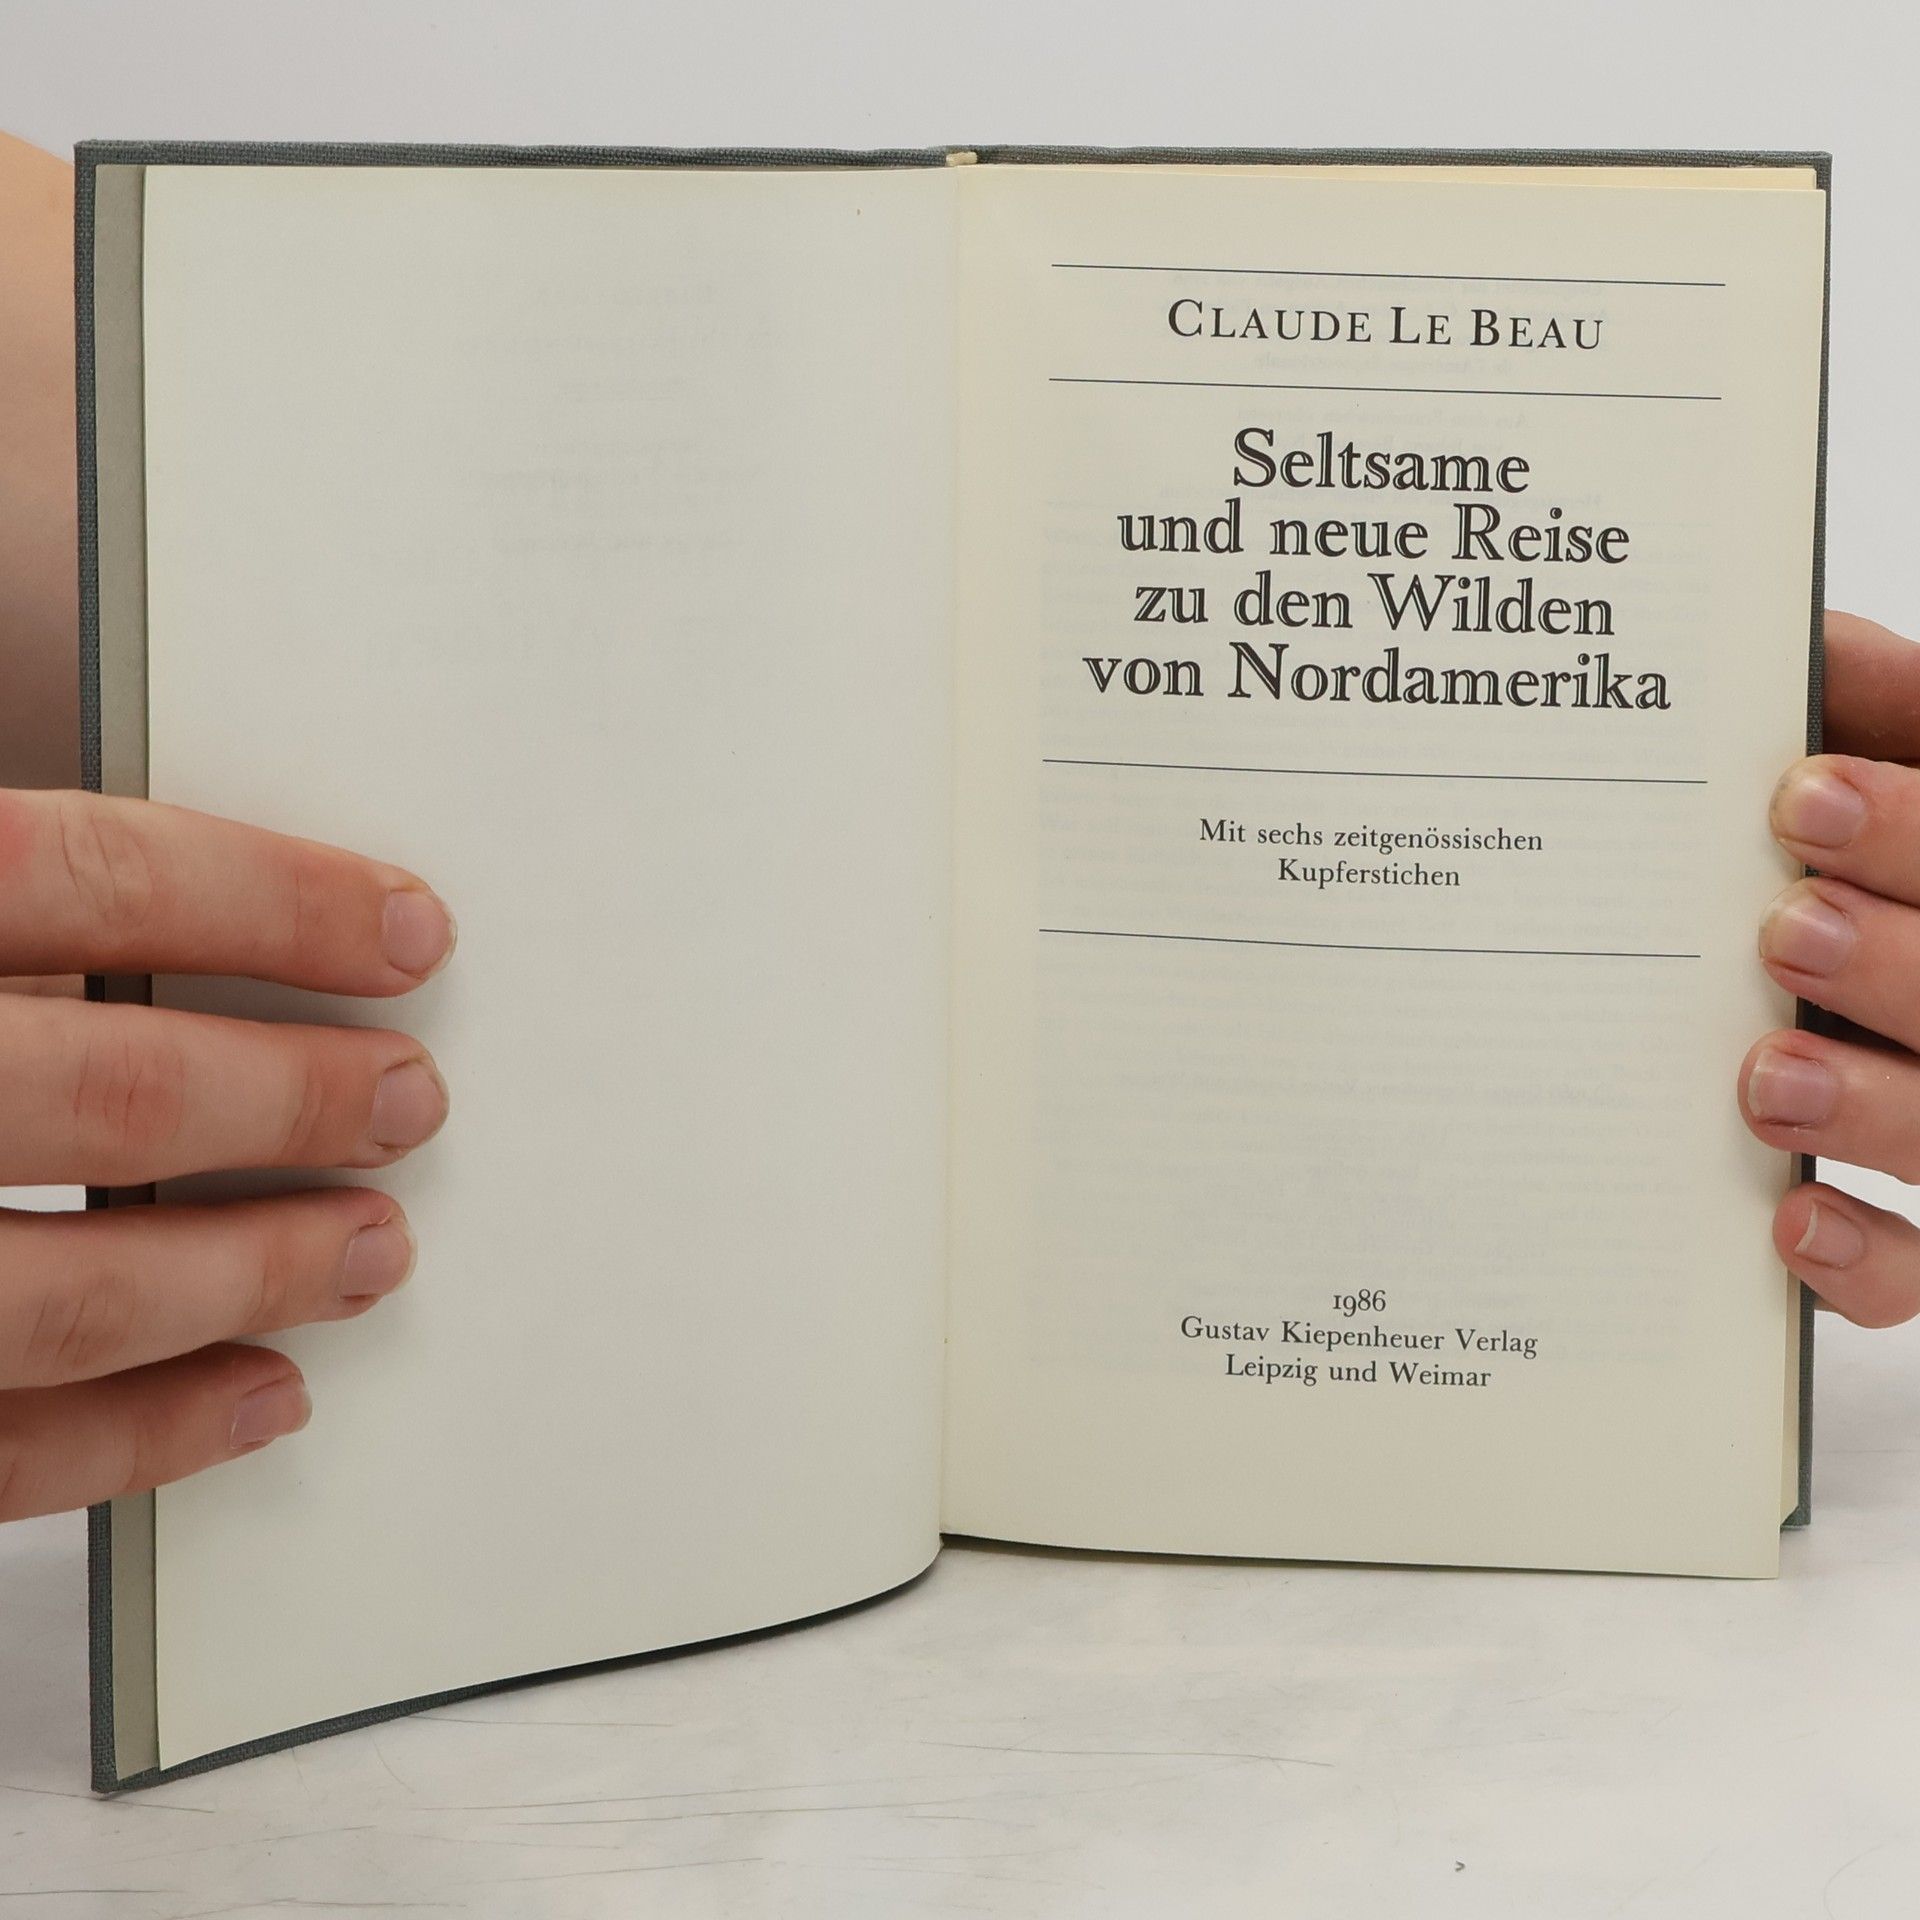 CLAUDE LE BEAU
Seltsame
und neue Reise
zu den Wilden
von Nordamerika
Mit sechs zeitgenössischen
Kupferstichen
1986
Gustav Kiepenheuer Verlag
Leipzig und Weimar